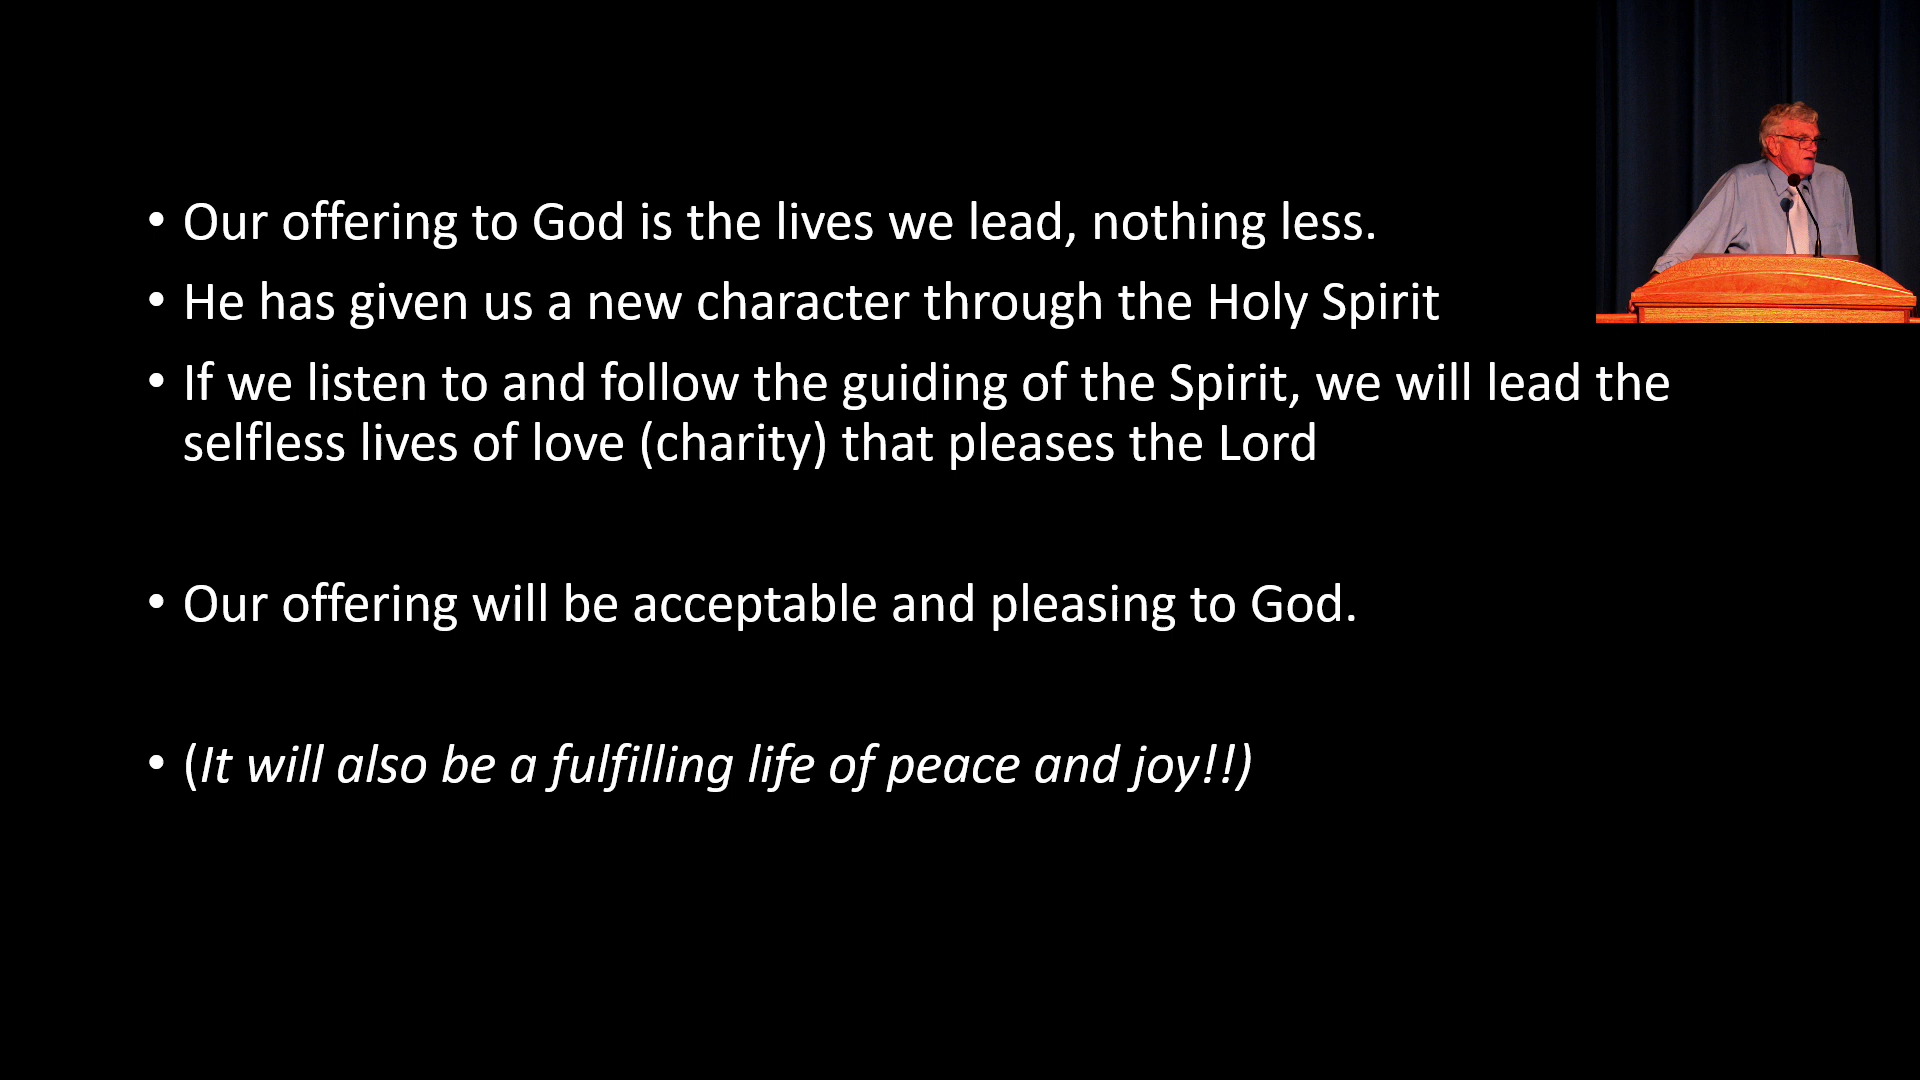 • Our offering to God is the lives we lead, nothing less.
• He has given us a new character through the Holy Spirit
• If we listen to and follow the guiding of the Spirit, we will lead the
selfless lives of love (charity) that pleases the Lord
• Our offering will be acceptable and pleasing to God.
• (It will also be a fulfilling life of peace and joy!!)